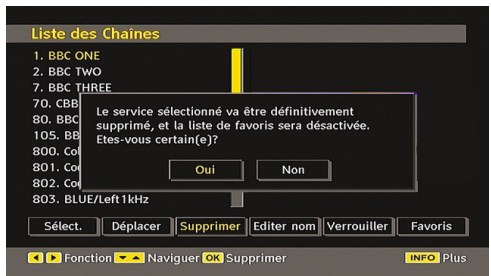 Liste des Chaînes
1. BBC ONE
2. BBC TWO
7. BBC THREE
70. CBB
80. BBC
105. BB
800. Col
801. Co
802. Co
803. BLUE/Left1kHz
Le service sélectionné va être définitivement
supprimé, et la liste de favoris sera désactivée.
Etes-vous certain(e)?
Oui Non
Sélect. Déplacer Supprimer Editer nom Verrouiller Favoris
Fonction Naviguer OK Supprimer INFO Plus